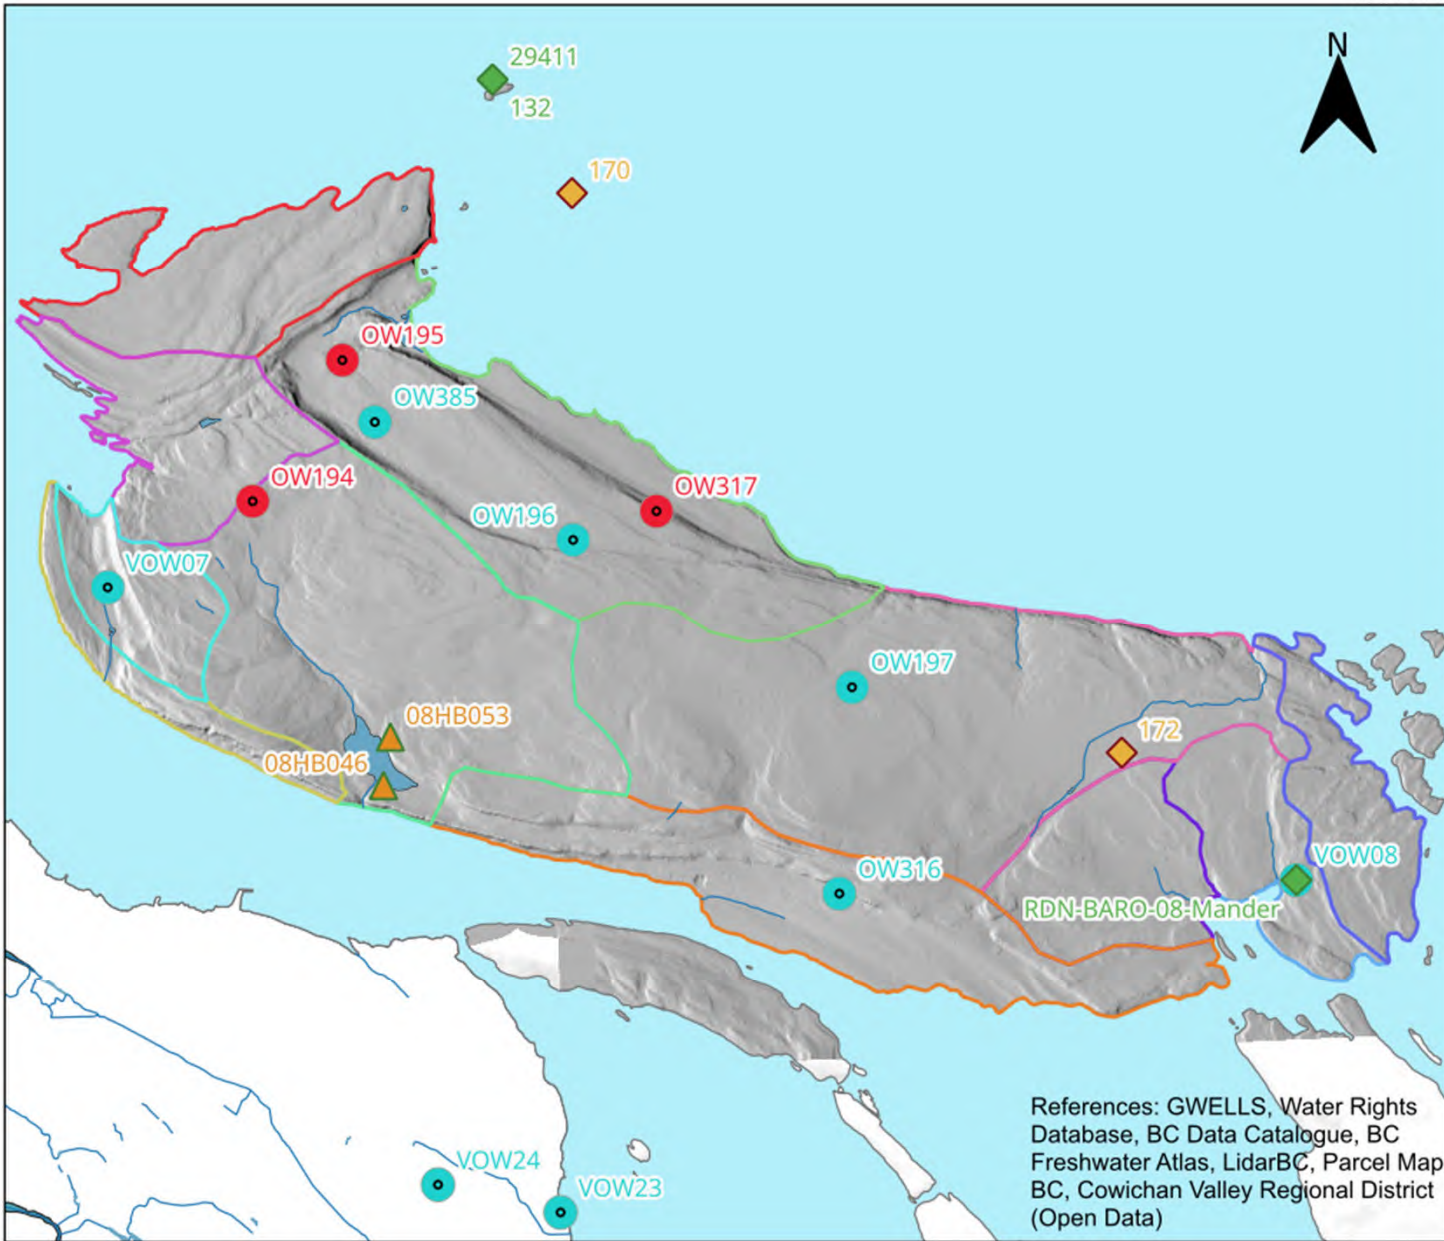 N
29411
132
170
OW195
OW385
OW194
OW317
OW196
VOW07
OW197
08HB053
172
08HB046
VOW08
OW316
RDN-BARO-08-Mander
VOW24
VOW23
References: GWELLS, Water Rights
Database, BC Data Catalogue, BC
Freshwater Atlas, LidarBC, Parcel Map
BC, Cowichan Valley Regional District
(Open Data)